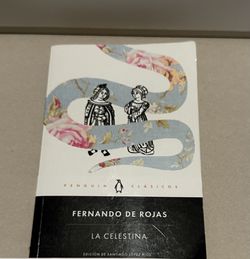 PENGUIN CLÁSICOS
FERNANDO DE ROJAS
LA CELESTINA
EDICIÓN DE SANTIAGO LÓPEZ-RÍOS